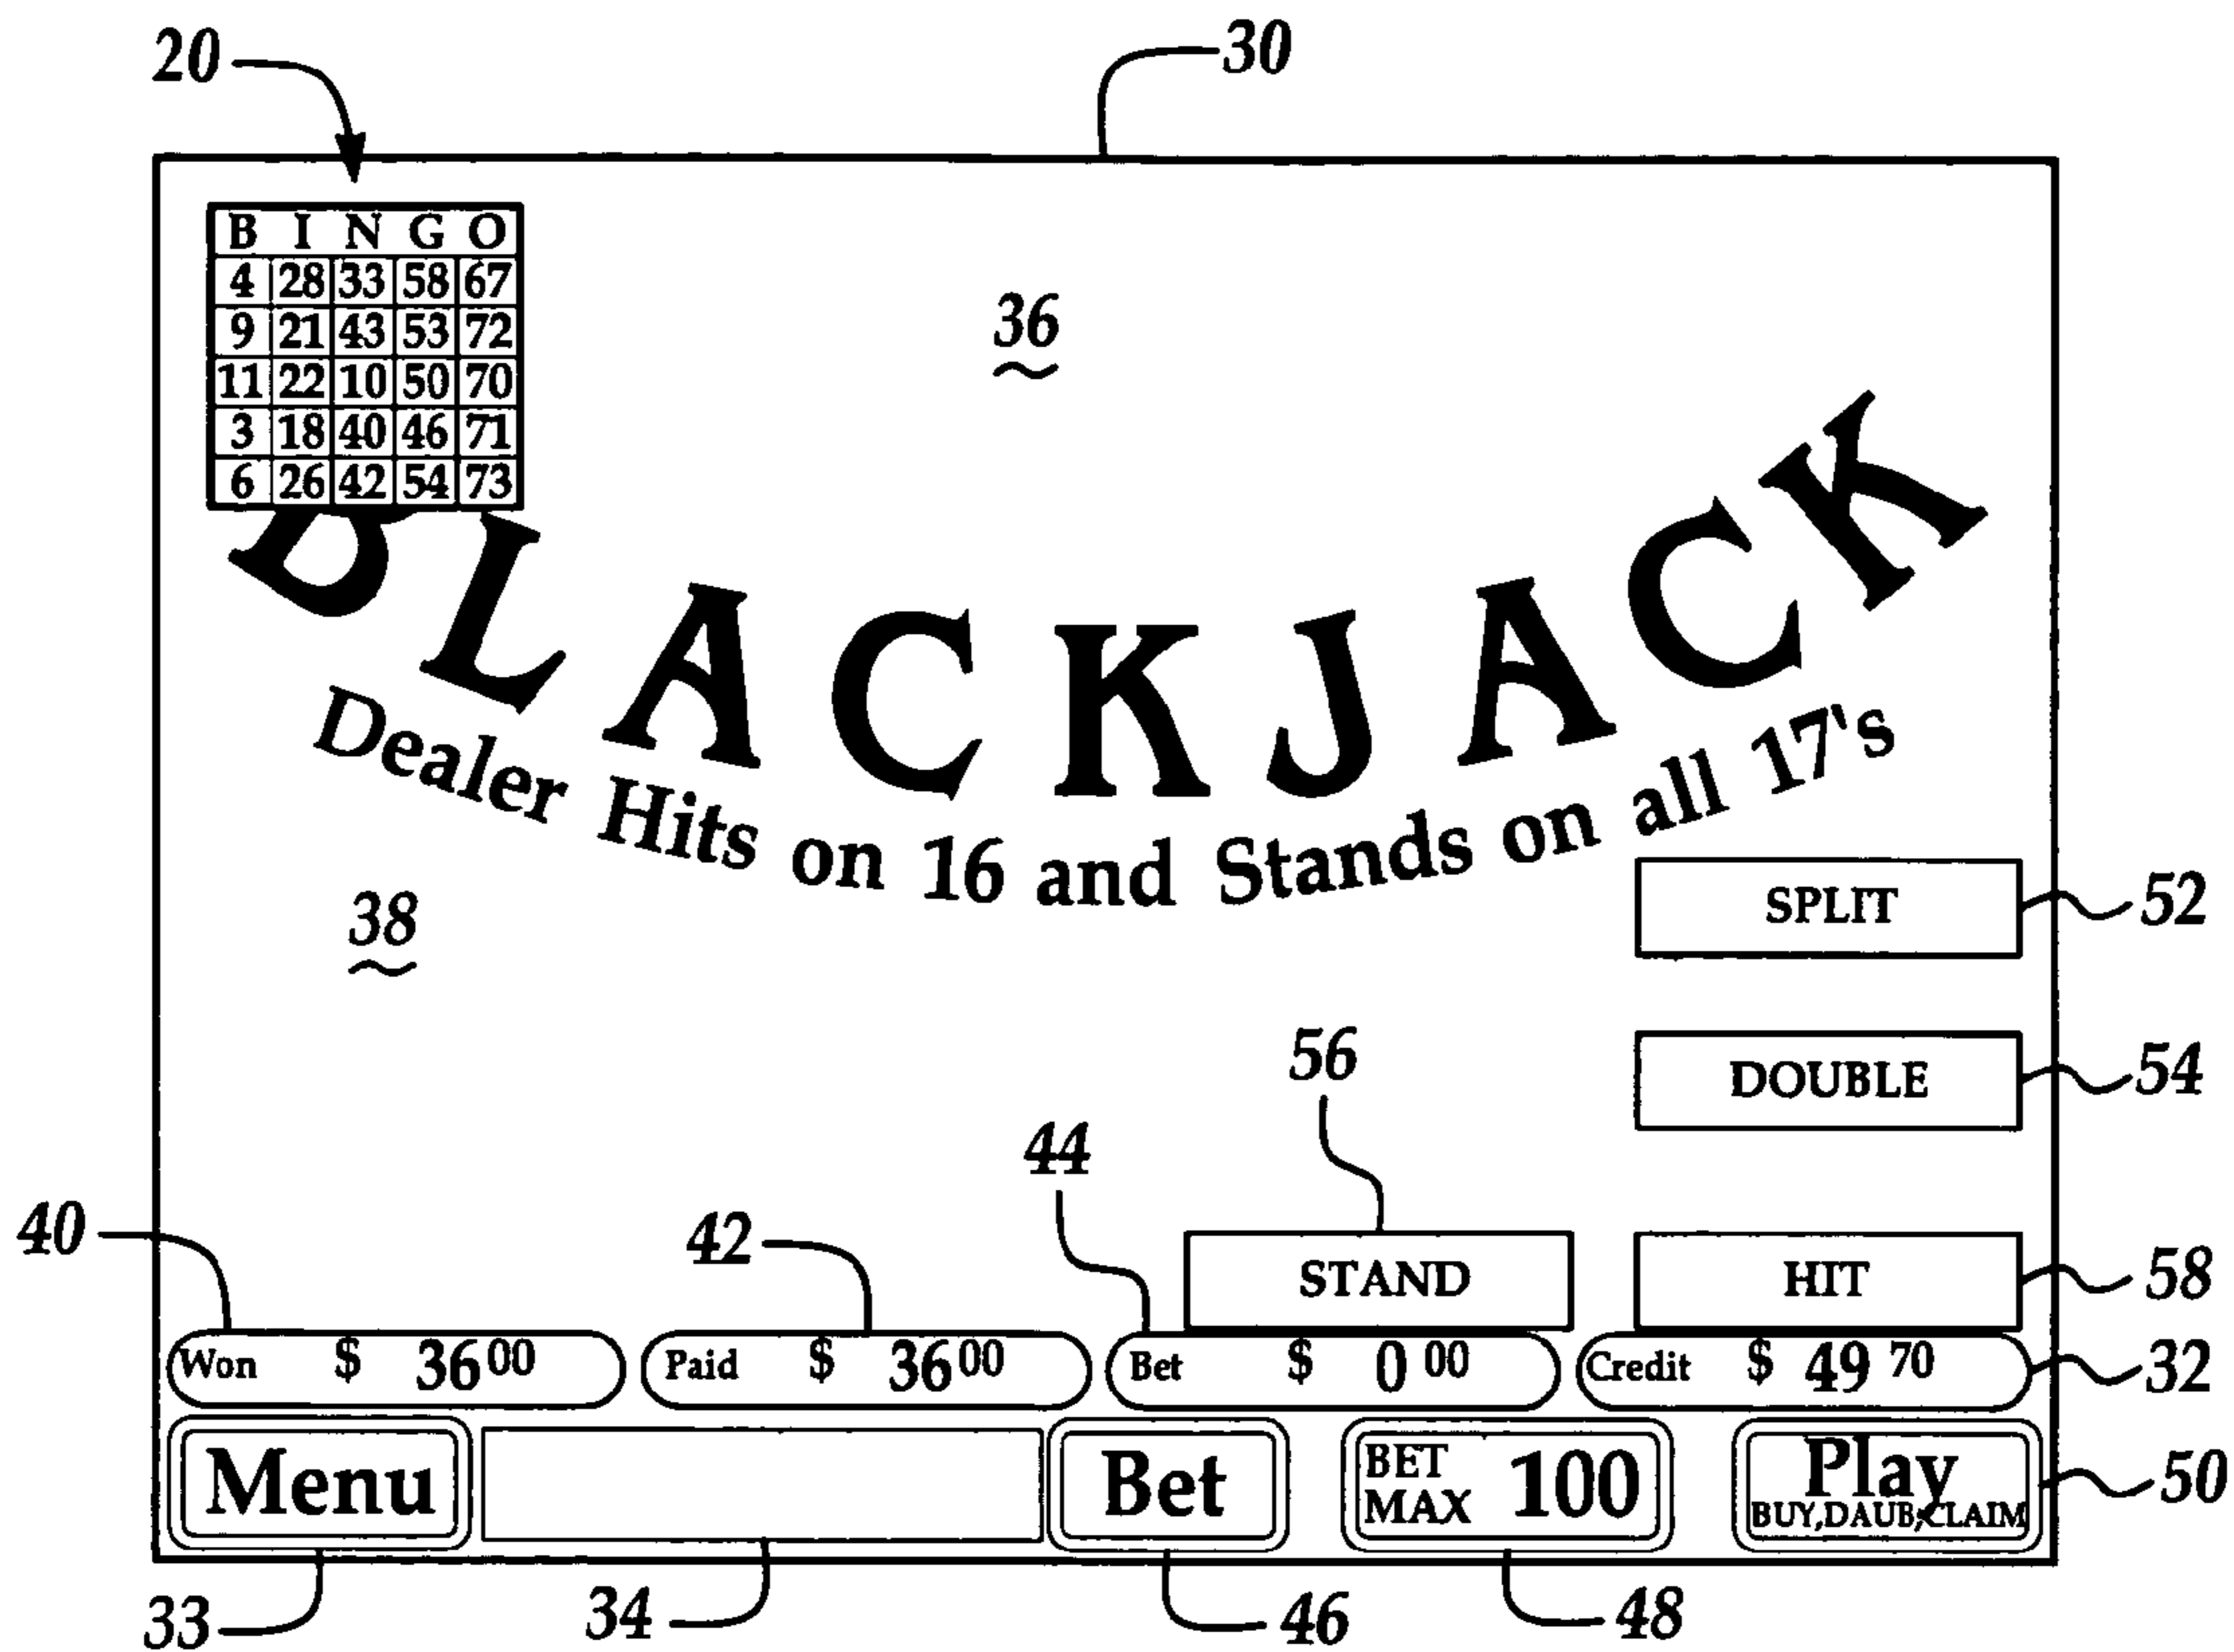 20
30
B I N G O
4 28 33 58 67
9 21 43 53 72
11 22 10 50 70
3 18 40 46 71
6 26 42 54 73
36
BLACKJACK
Dealer Hits on 16 and Stands on all 17's
38
SPLIT
52
DOUBLE
54
56
44
40
42
STAND
HIT
58
Won $ 36 00
Paid $ 36 00
Bet $ 0 00
Credit $ 49 70
32
Menu
Bet
BET MAX 100
Play
BUY,DAUB,CLAIM
50
33
34
46
48